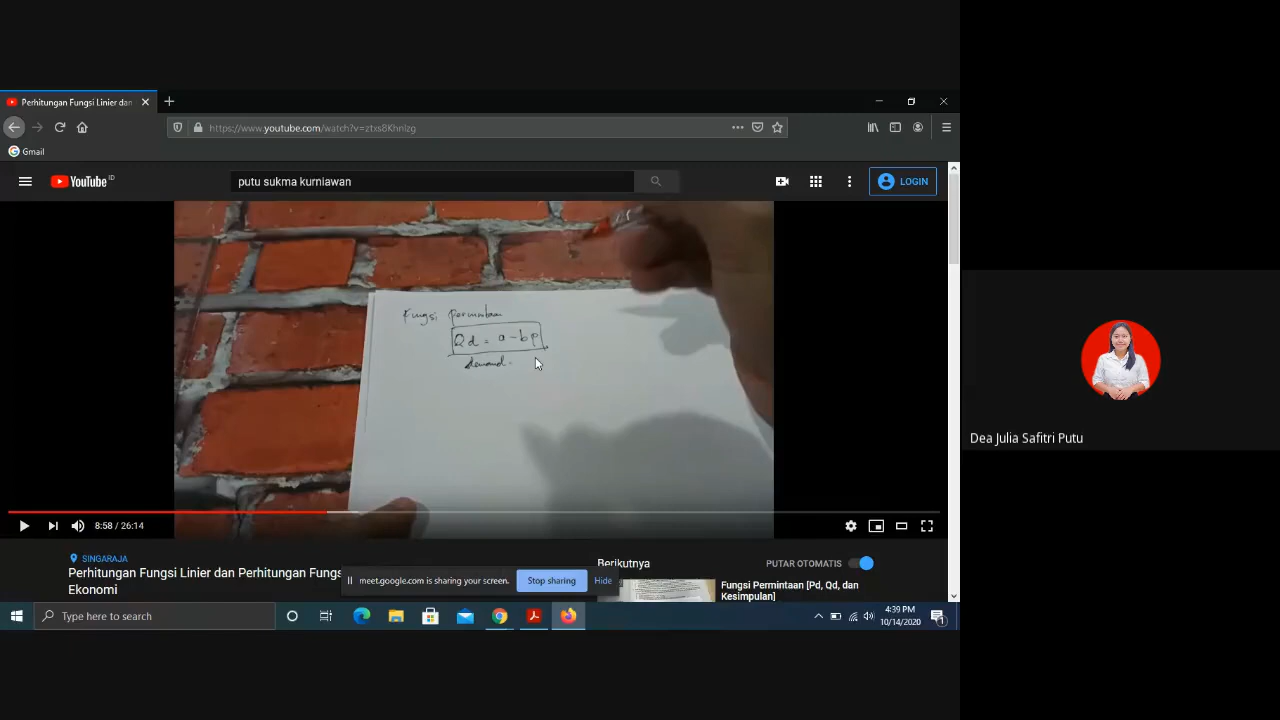 Perhitungan Fungsi Linier dan
https://www.youtube.com/watch?v=ztxs8KhnIzg
Gmail
YouTube ID
putu sukma kurniawan
LOGIN
Fungsi permintaan
Qd = a - bp
demand
Dea Julia Safitri Putu
8:58 / 26:14
SINGARAJA
Perhitungan Fungsi Linier dan Perhitungan Fungs
Ekonomi
Berikutnya
PUTAR OTOMATIS
Fungsi Permintaan [Pd, Qd, dan
Kesimpulan]
meet.google.com is sharing your screen.
Stop sharing
Hide
Type here to search
4:39 PM
10/14/2020
1